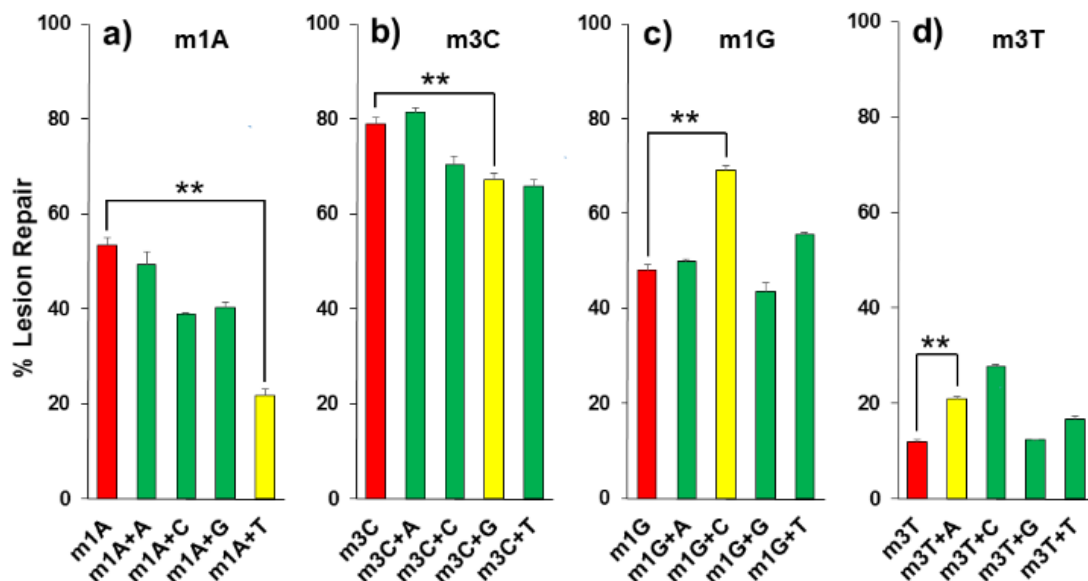 % Lesion Repair
a) m1A
100
80
60
40
20
0
**
m1A
m1A+A
m1A+C
m1A+G
m1A+T
b) m3C
100
80
60
40
20
0
**
m3C
m3C+A
m3C+C
m3C+G
m3C+T
c) m1G
100
80
60
40
20
0
**
m1G
m1G+A
m1G+C
m1G+G
m1G+T
d) m3T
100
80
60
40
20
0
**
m3T
m3T+A
m3T+C
m3T+G
m3T+T